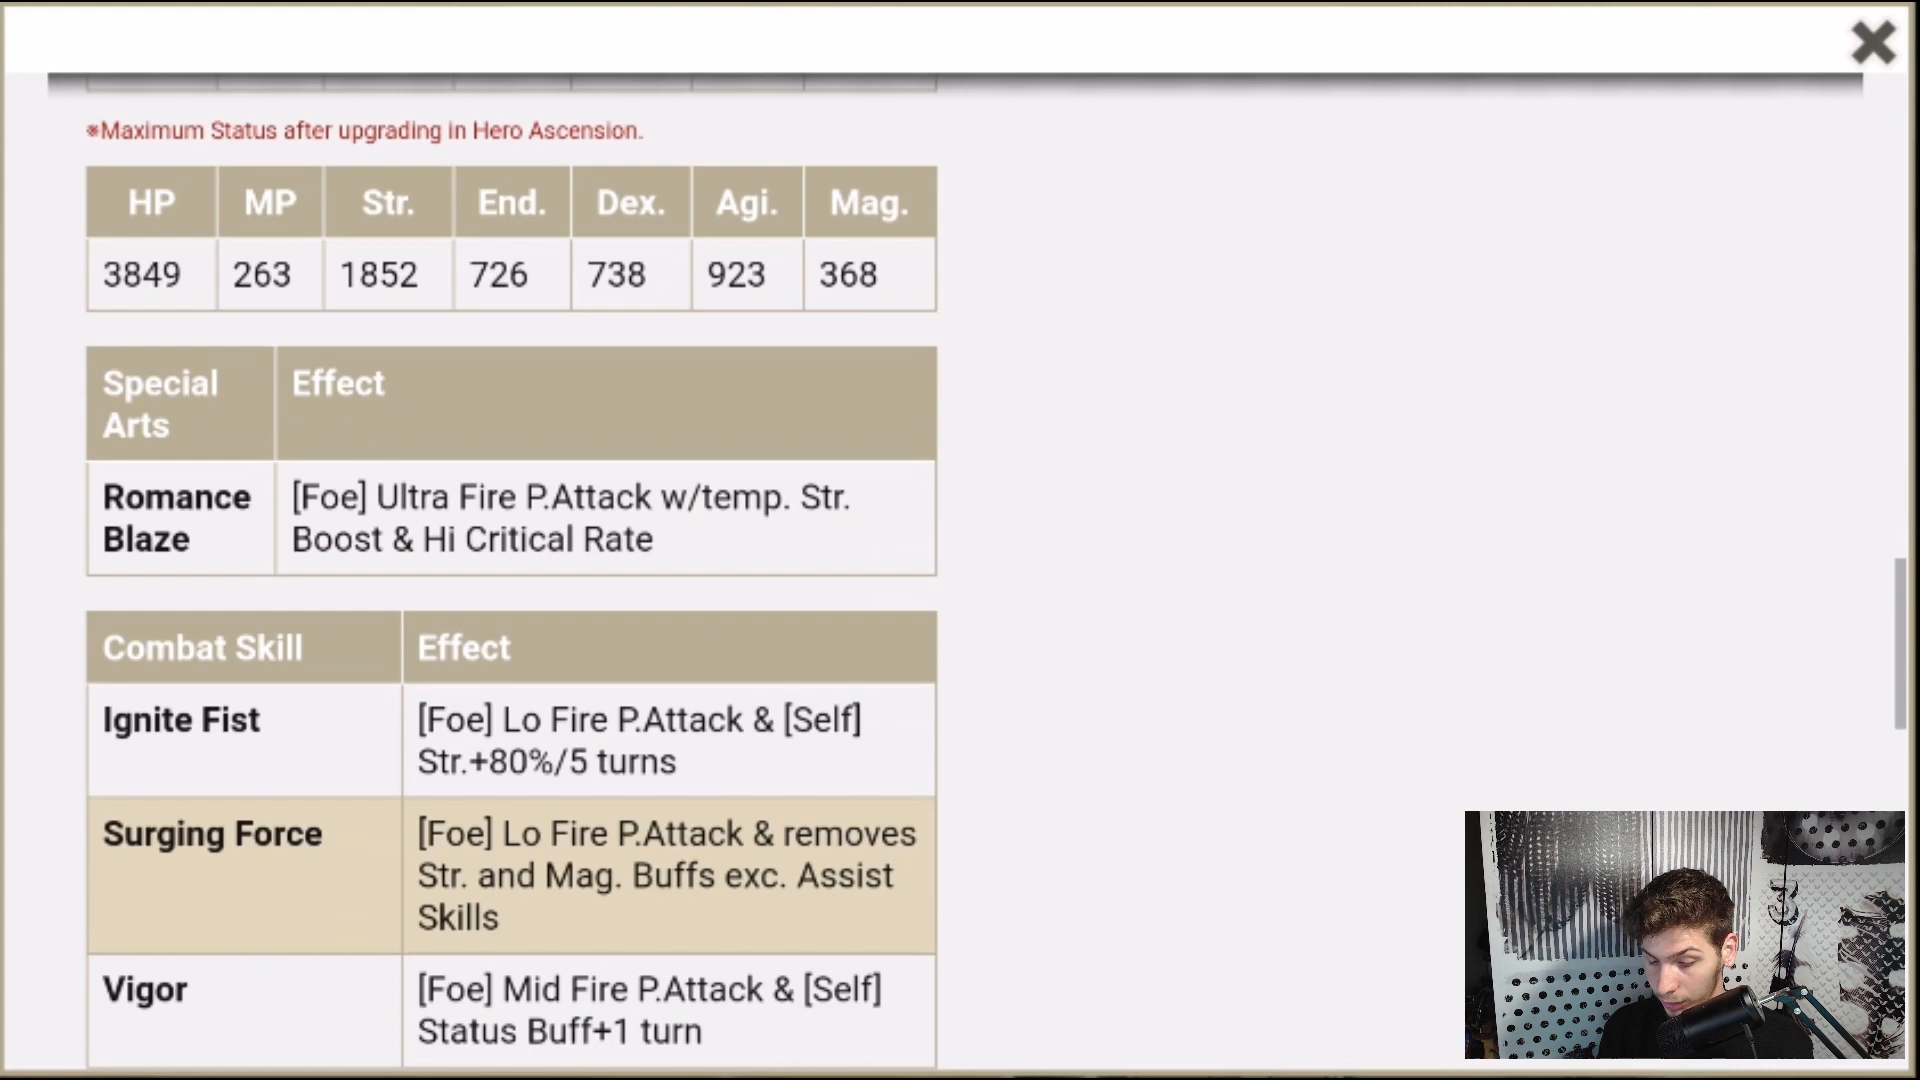 ※Maximum Status after upgrading in Hero Ascension.
HP MP Str. End. Dex. Agi. Mag.
3849 263 1852 726 738 923 368
Special Arts Effect
Romance Blaze [Foe] Ultra Fire P.Attack w/temp. Str.
Boost & Hi Critical Rate
Combat Skill Effect
Ignite Fist [Foe] Lo Fire P.Attack & [Self]
Str.+80%/5 turns
Surging Force [Foe] Lo Fire P.Attack & removes
Str. and Mag. Buffs exc. Assist
Skills
Vigor [Foe] Mid Fire P.Attack & [Self]
Status Buff+1 turn